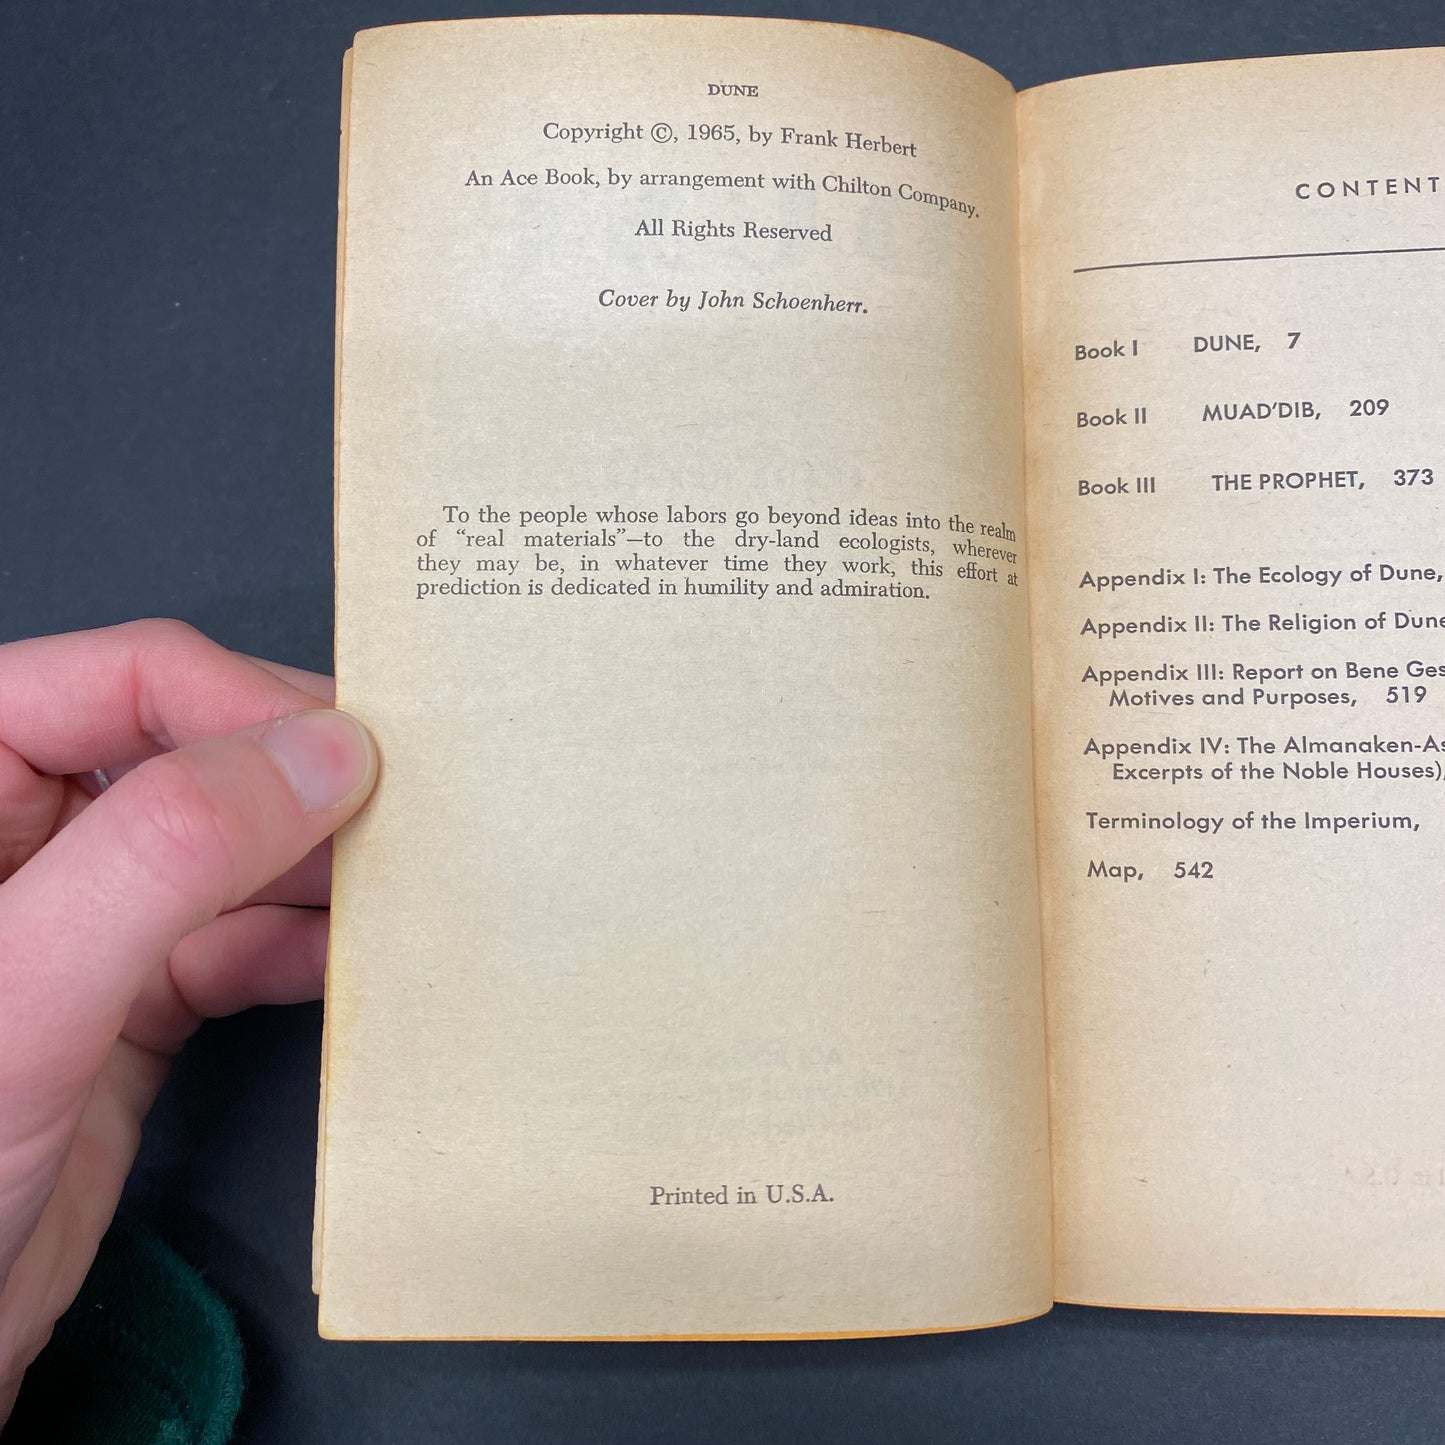 DUNE
Copyright ©, 1965, by Frank Herbert
An Ace Book, by arrangement with Chilton Company.
All Rights Reserved
Cover by John Schoenherr.
To the people whose labors go beyond ideas into the realm
of “real materials”—to the dry-land ecologists, wherever
they may be, in whatever time they work, this effort at
prediction is dedicated in humility and admiration.
Printed in U.S.A.
CONTENT
Book I DUNE, 7
Book II MUAD’DIB, 209
Book III THE PROPHET, 373
Appendix I: The Ecology of Dune,
Appendix II: The Religion of Dune
Appendix III: Report on Bene Ges
Motives and Purposes, 519
Appendix IV: The Almanaken-As
Excerpts of the Noble Houses),
Terminology of the Imperium,
Map, 542